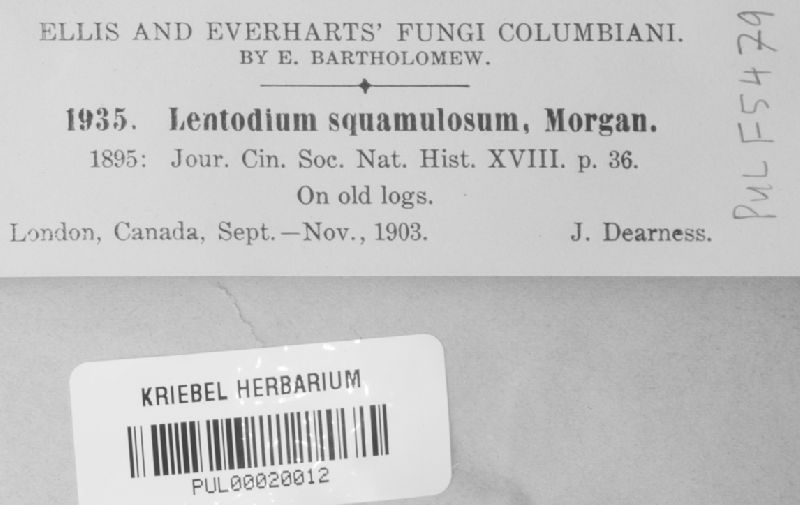 ELLIS AND EVERHARTS' FUNGI COLUMBIANI.
BY E. BARTHOLOMEW.
1935. Lentodium squamulosum, Morgan.
1895: Jour. Cin. Soc. Nat. Hist. XVIII. p. 36.
On old logs.
London, Canada, Sept.—Nov., 1903. J. Dearness.
PUL F5479
KRIEBEL HERBARIUM
PUL00020012